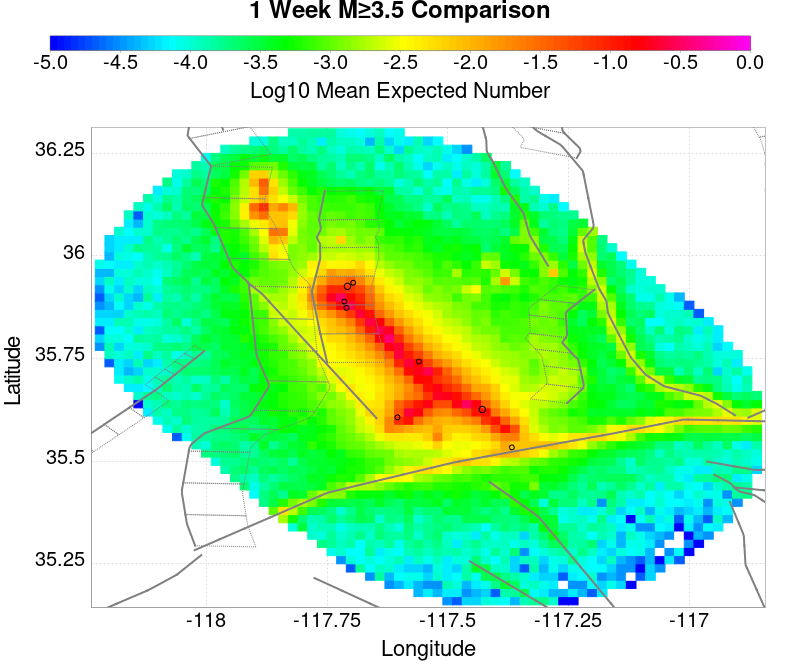 1 Week M≥3.5 Comparison
-5.0 -4.5 -4.0 -3.5 -3.0 -2.5 -2.0 -1.5 -1.0 -0.5 0.0
Log10 Mean Expected Number
36.25
36
35.75
35.5
35.25
Latitude
-118 -117.75 -117.5 -117.25 -117
Longitude